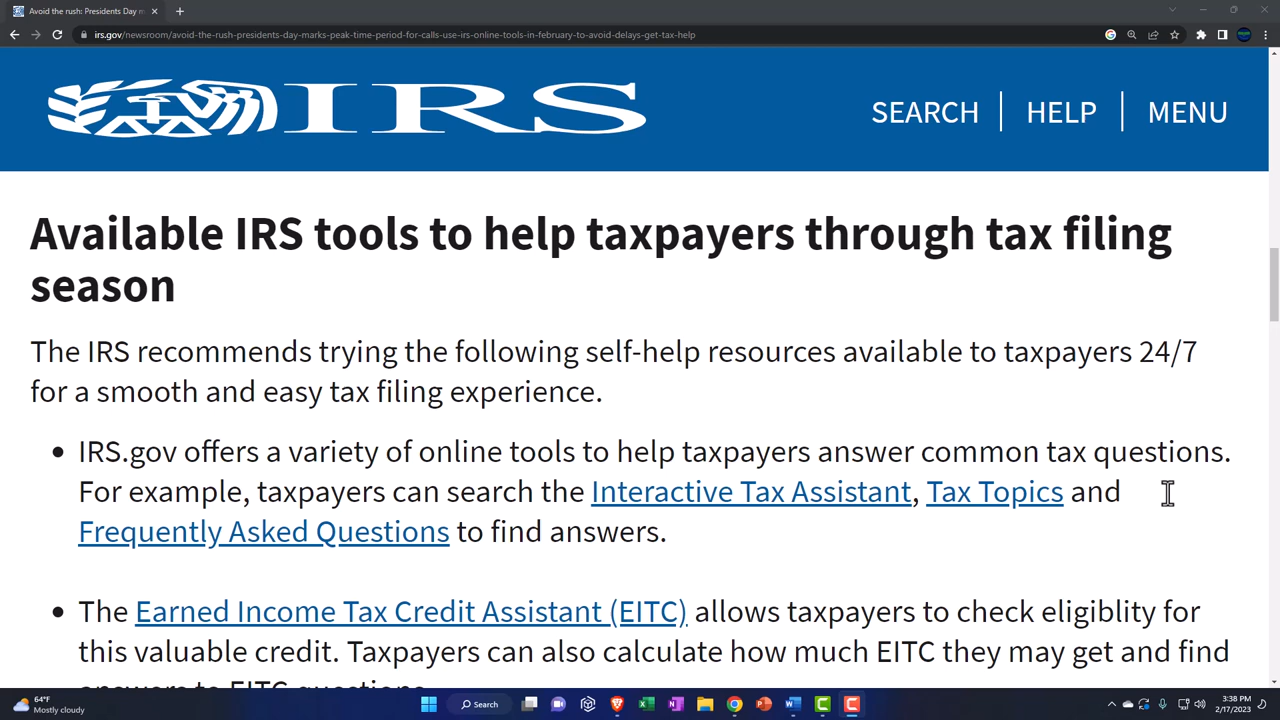 Avoid the rush: Presidents Day m
irs.gov/newsroom/avoid-the-rush-presidents-day-marks-peak-time-period-for-calls-use-irs-online-tools-in-february-to-avoid-delays-get-tax-help
IRS
SEARCH HELP MENU
Available IRS tools to help taxpayers through tax filing
season
The IRS recommends trying the following self-help resources available to taxpayers 24/7
for a smooth and easy tax filing experience.
• IRS.gov offers a variety of online tools to help taxpayers answer common tax questions.
For example, taxpayers can search the Interactive Tax Assistant, Tax Topics and
Frequently Asked Questions to find answers.
• The Earned Income Tax Credit Assistant (EITC) allows taxpayers to check eligiblity for
this valuable credit. Taxpayers can also calculate how much EITC they may get and find
answers to EITC questions.
64°F
Mostly cloudy
Search
3:38 PM
2/17/2023